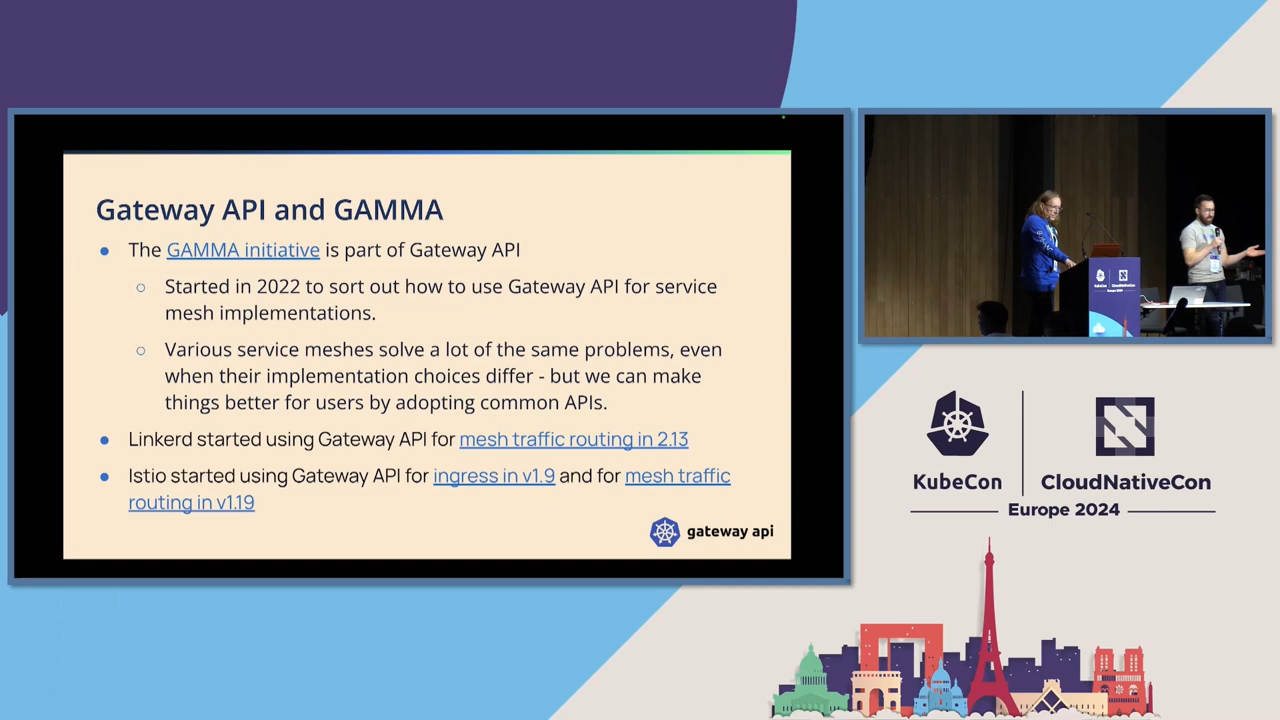 Gateway API and GAMMA
● The GAMMA initiative is part of Gateway API
○ Started in 2022 to sort out how to use Gateway API for service
mesh implementations.
○ Various service meshes solve a lot of the same problems, even
when their implementation choices differ - but we can make
things better for users by adopting common APIs.
● Linkerd started using Gateway API for mesh traffic routing in 2.13
● Istio started using Gateway API for ingress in v1.9 and for mesh traffic
routing in v1.19
gateway api
KubeCon
CloudNativeCon
Europe 2024